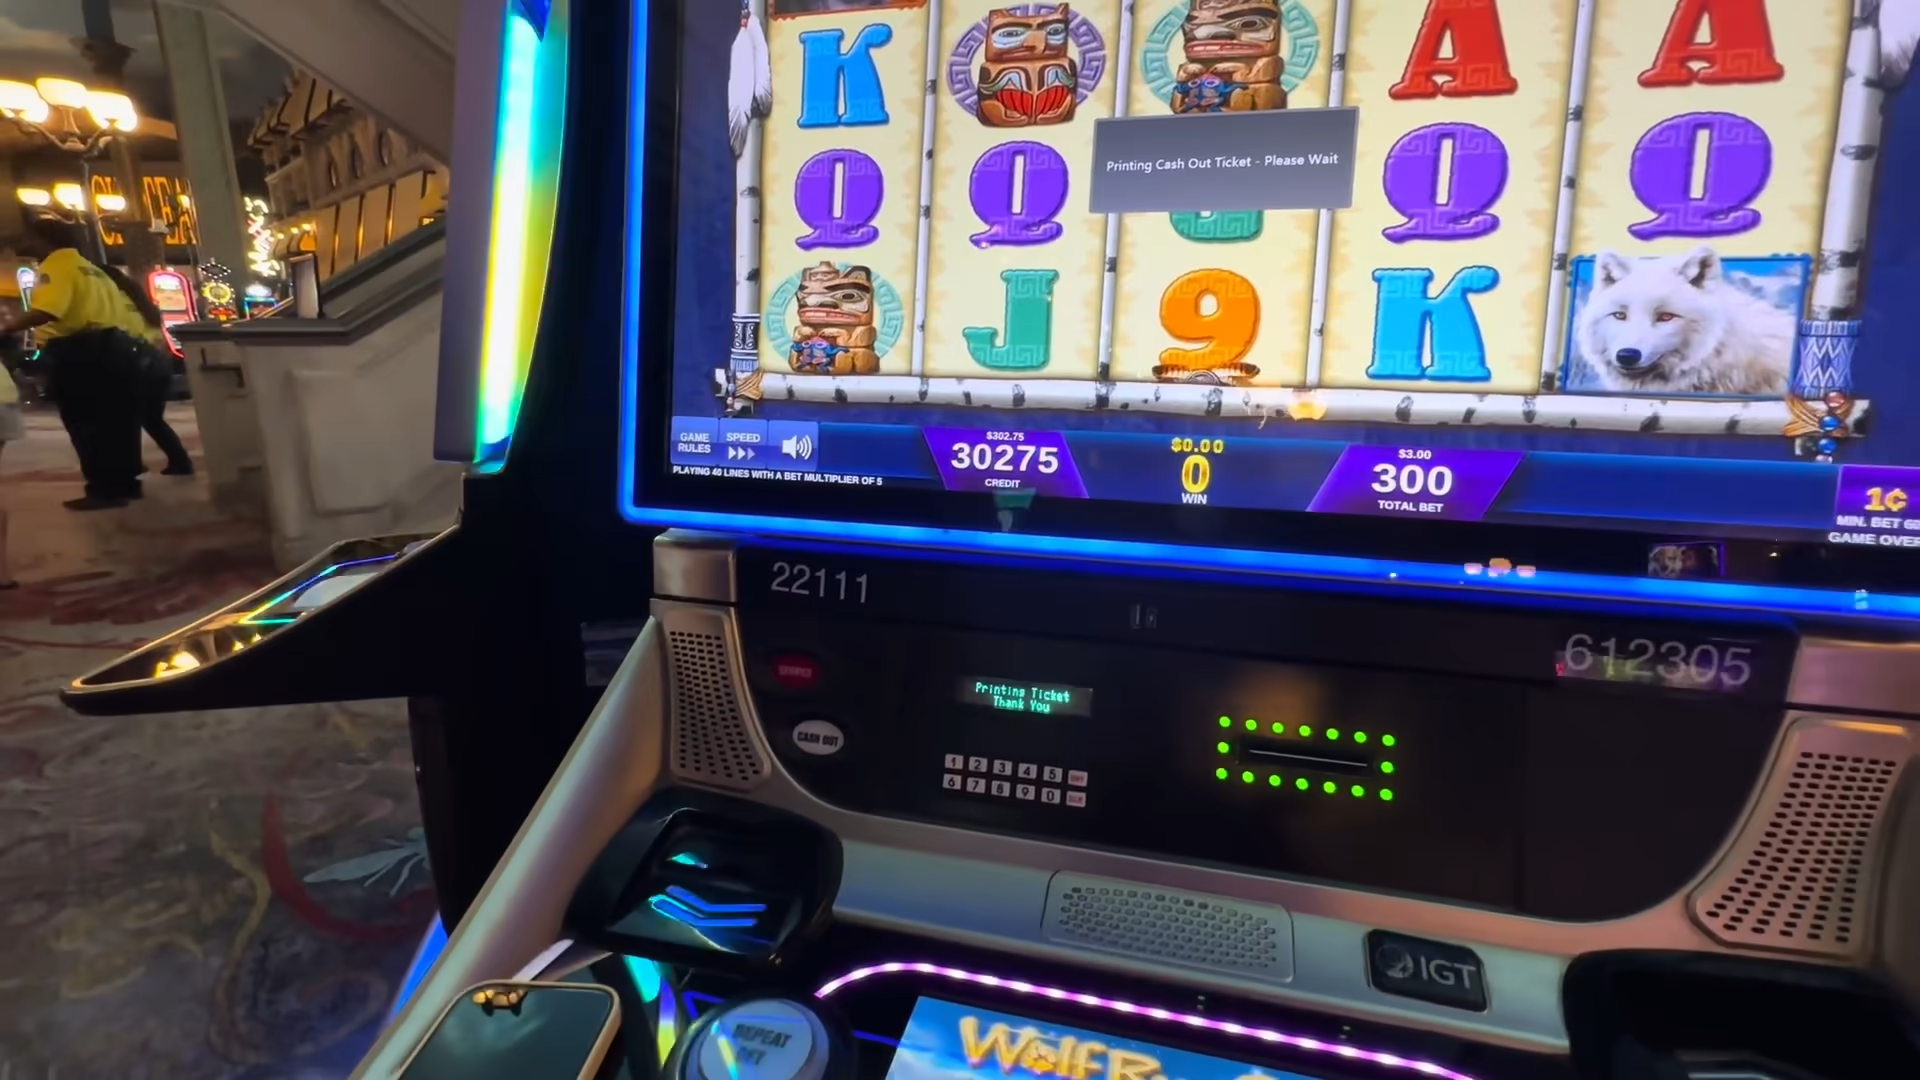 K
A
A
Printing Cash Out Ticket - Please Wait
Q
Q
Q
Q
J
9
K
GAME RULES
SPEED
$302.75
30275
CREDIT
$0.00
0
WIN
$3.00
300
TOTAL BET
1¢
MIN. BET
GAME OVER
PLAYING 40 LINES WITH A BET MULTIPLIER OF 5
22111
612305
Printing Ticket
Thank You
CASH OUT
1 2 3 4 5
6 7 8 9 0
IGT
REPEAT
BET